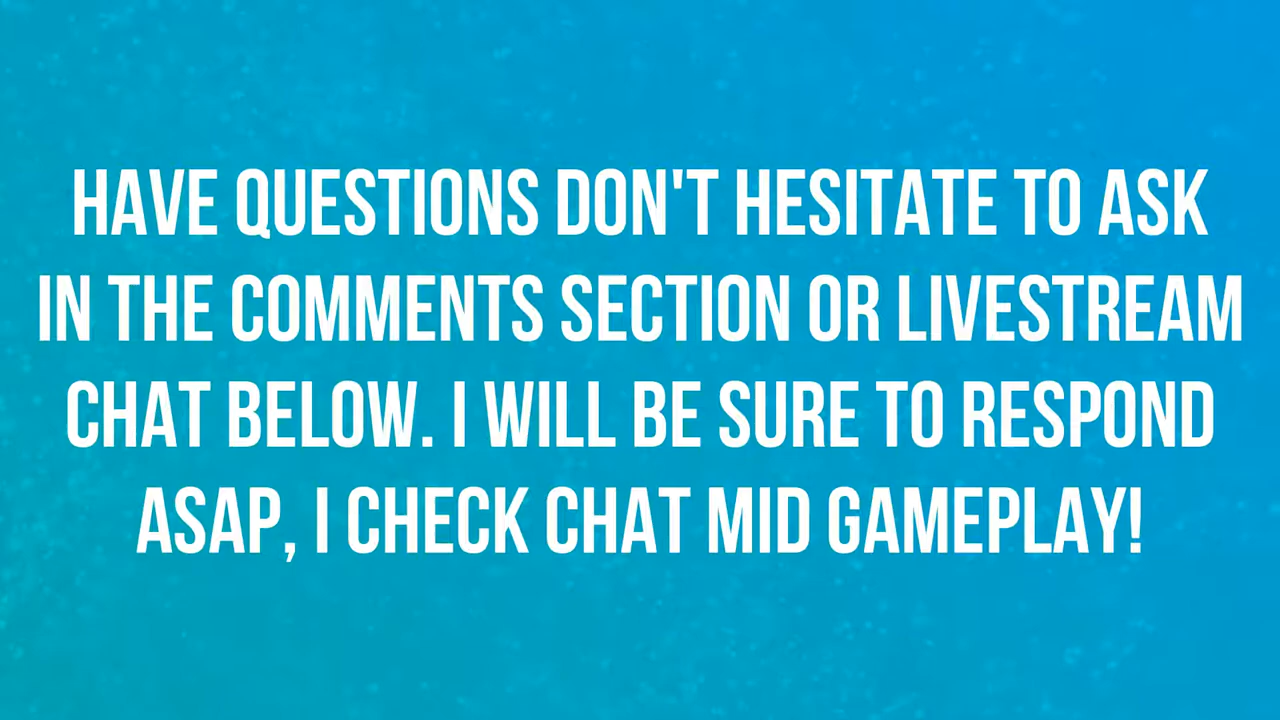 HAVE QUESTIONS DON'T HESITATE TO ASK
IN THE COMMENTS SECTION OR LIVESTREAM
CHAT BELOW. I WILL BE SURE TO RESPOND
ASAP, I CHECK CHAT MID GAMEPLAY!